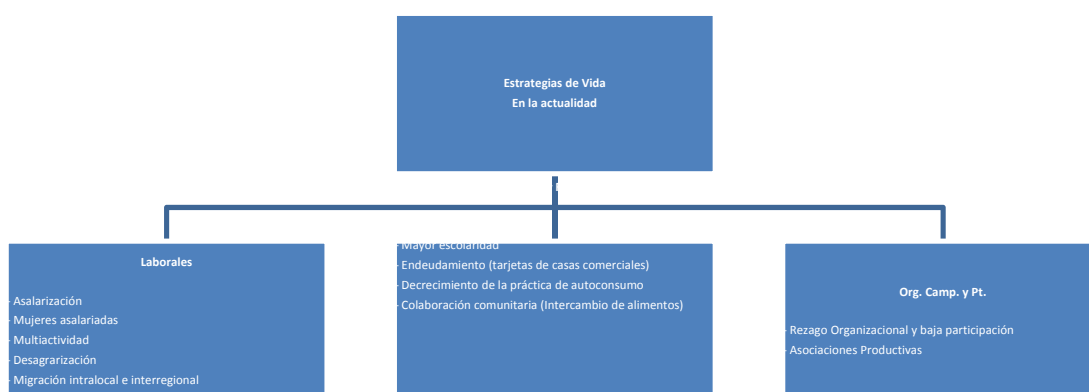 Estrategias de Vida
En la actualidad
Laborales
- Asalarización
- Mujeres asalariadas
- Multiactividad
- Desagrarización
- Migración intralocal e interregional
- Mayor escolaridad
- Endeudamiento (tarjetas de casas comerciales)
- Decrecimiento de la práctica de autoconsumo
- Colaboración comunitaria (Intercambio de alimentos)
Org. Camp. y Pt.
- Rezago Organizacional y baja participación
- Asociaciones Productivas